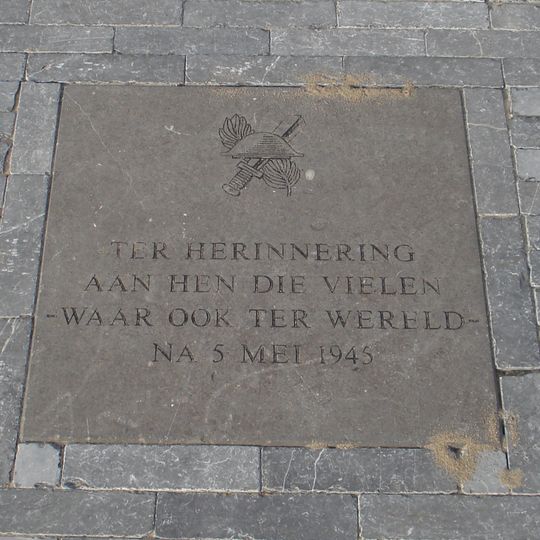 TER HERINNERING
AAN HEN DIE VIELEN
-WAAR OOK TER WERELD-
NA 5 MEI 1945